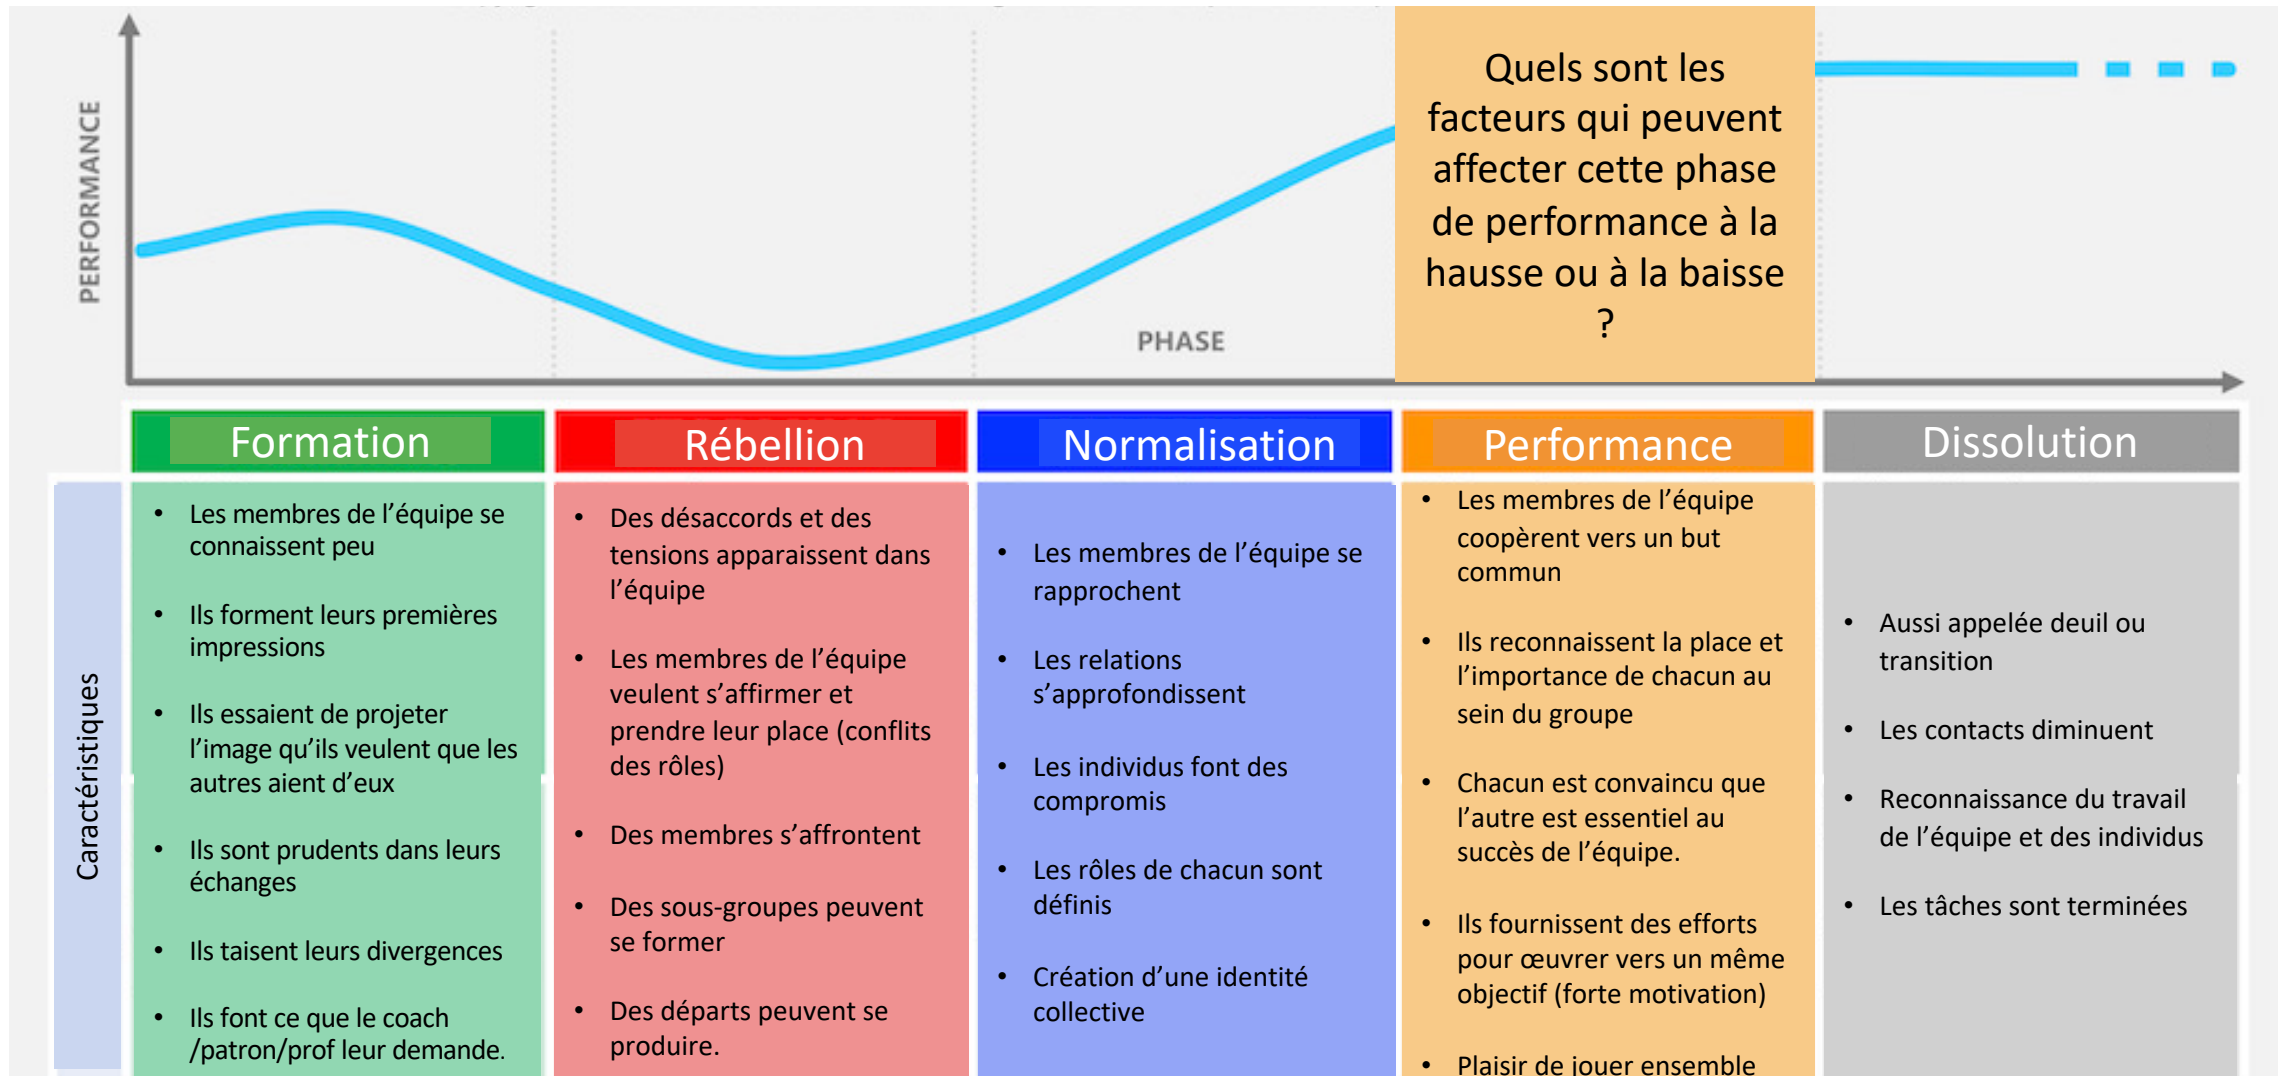 PERFORMANCE
Quels sont les
facteurs qui peuvent
affecter cette phase
de performance à la
hausse ou à la baisse
?
PHASE
Formation
Rébellion
Normalisation
Performance
Dissolution
Caractéristiques
• Les membres de l’équipe se
connaissent peu
• Ils forment leurs premières
impressions
• Ils essaient de projeter
l’image qu’ils veulent que les
autres aient d’eux
• Ils sont prudents dans leurs
échanges
• Ils taisent leurs divergences
• Ils font ce que le coach
/patron/prof leur demande.
• Des désaccords et des
tensions apparaissent dans
l’équipe
• Les membres de l’équipe
veulent s’affirmer et
prendre leur place (conflits
des rôles)
• Des membres s’affrontent
• Des sous-groupes peuvent
se former
• Des départs peuvent se
produire.
• Les membres de l’équipe se
rapprochent
• Les relations
s’approfondissent
• Les individus font des
compromis
• Les rôles de chacun sont
définis
• Création d’une identité
collective
• Les membres de l’équipe
coopèrent vers un but
commun
• Ils reconnaissent la place et
l’importance de chacun au
sein du groupe
• Chacun est convaincu que
l’autre est essentiel au
succès de l’équipe.
• Ils fournissent des efforts
pour œuvrer vers un même
objectif (forte motivation)
• Plaisir de jouer ensemble
• Aussi appelée deuil ou
transition
• Les contacts diminuent
• Reconnaissance du travail
de l’équipe et des individus
• Les tâches sont terminées